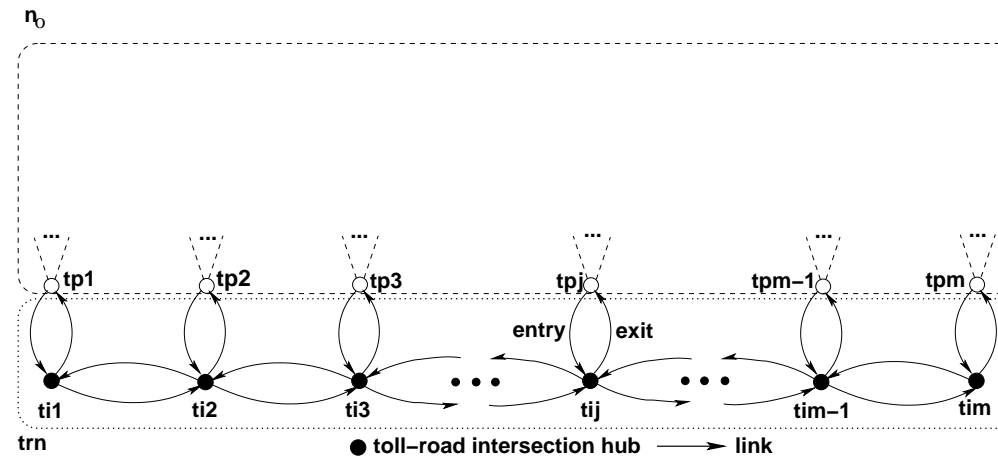 n₀
... ... ... ... ... ...
tp1 tp2 tp3 tpj tpm−1 tpm
entry exit
ti1 ti2 ti3 tij tim−1 tim
trn
toll−road intersection hub link